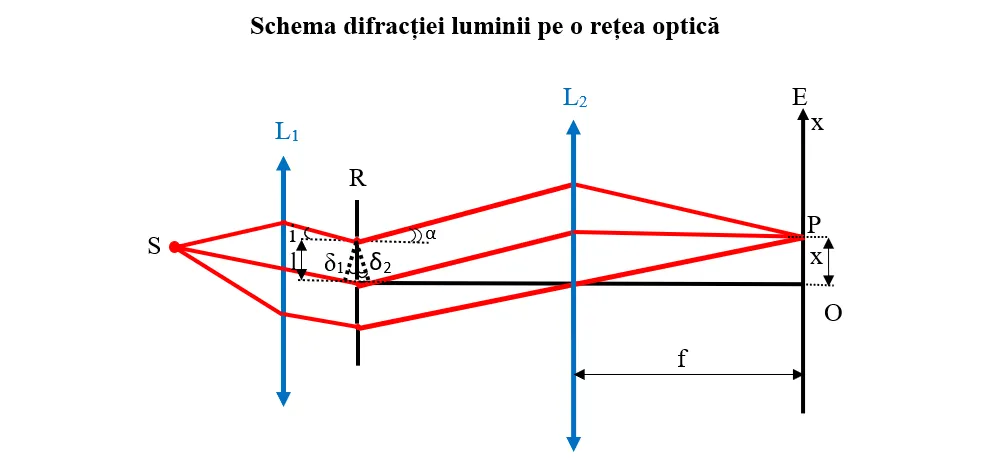 Schema difracției luminii pe o rețea optică
L₂
E
x
L₁
R
P
S
i
α
l
δ₁
δ₂
x
O
f